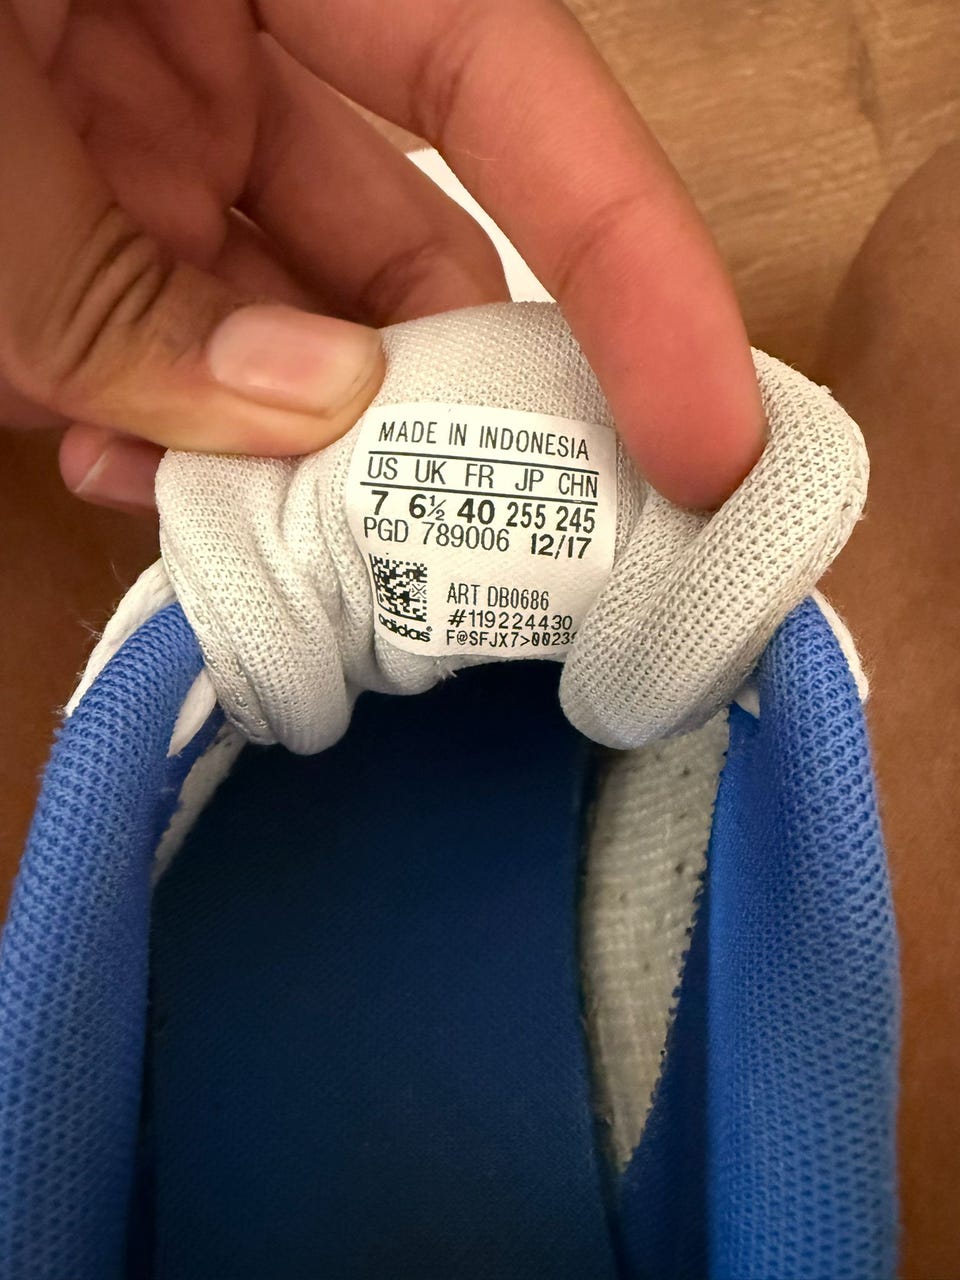 MADE IN INDONESIA
US UK FR JP CHN
7 6½ 40 255 245
PGD 789006 12/17
ART DB0686
#119224430
adidas®